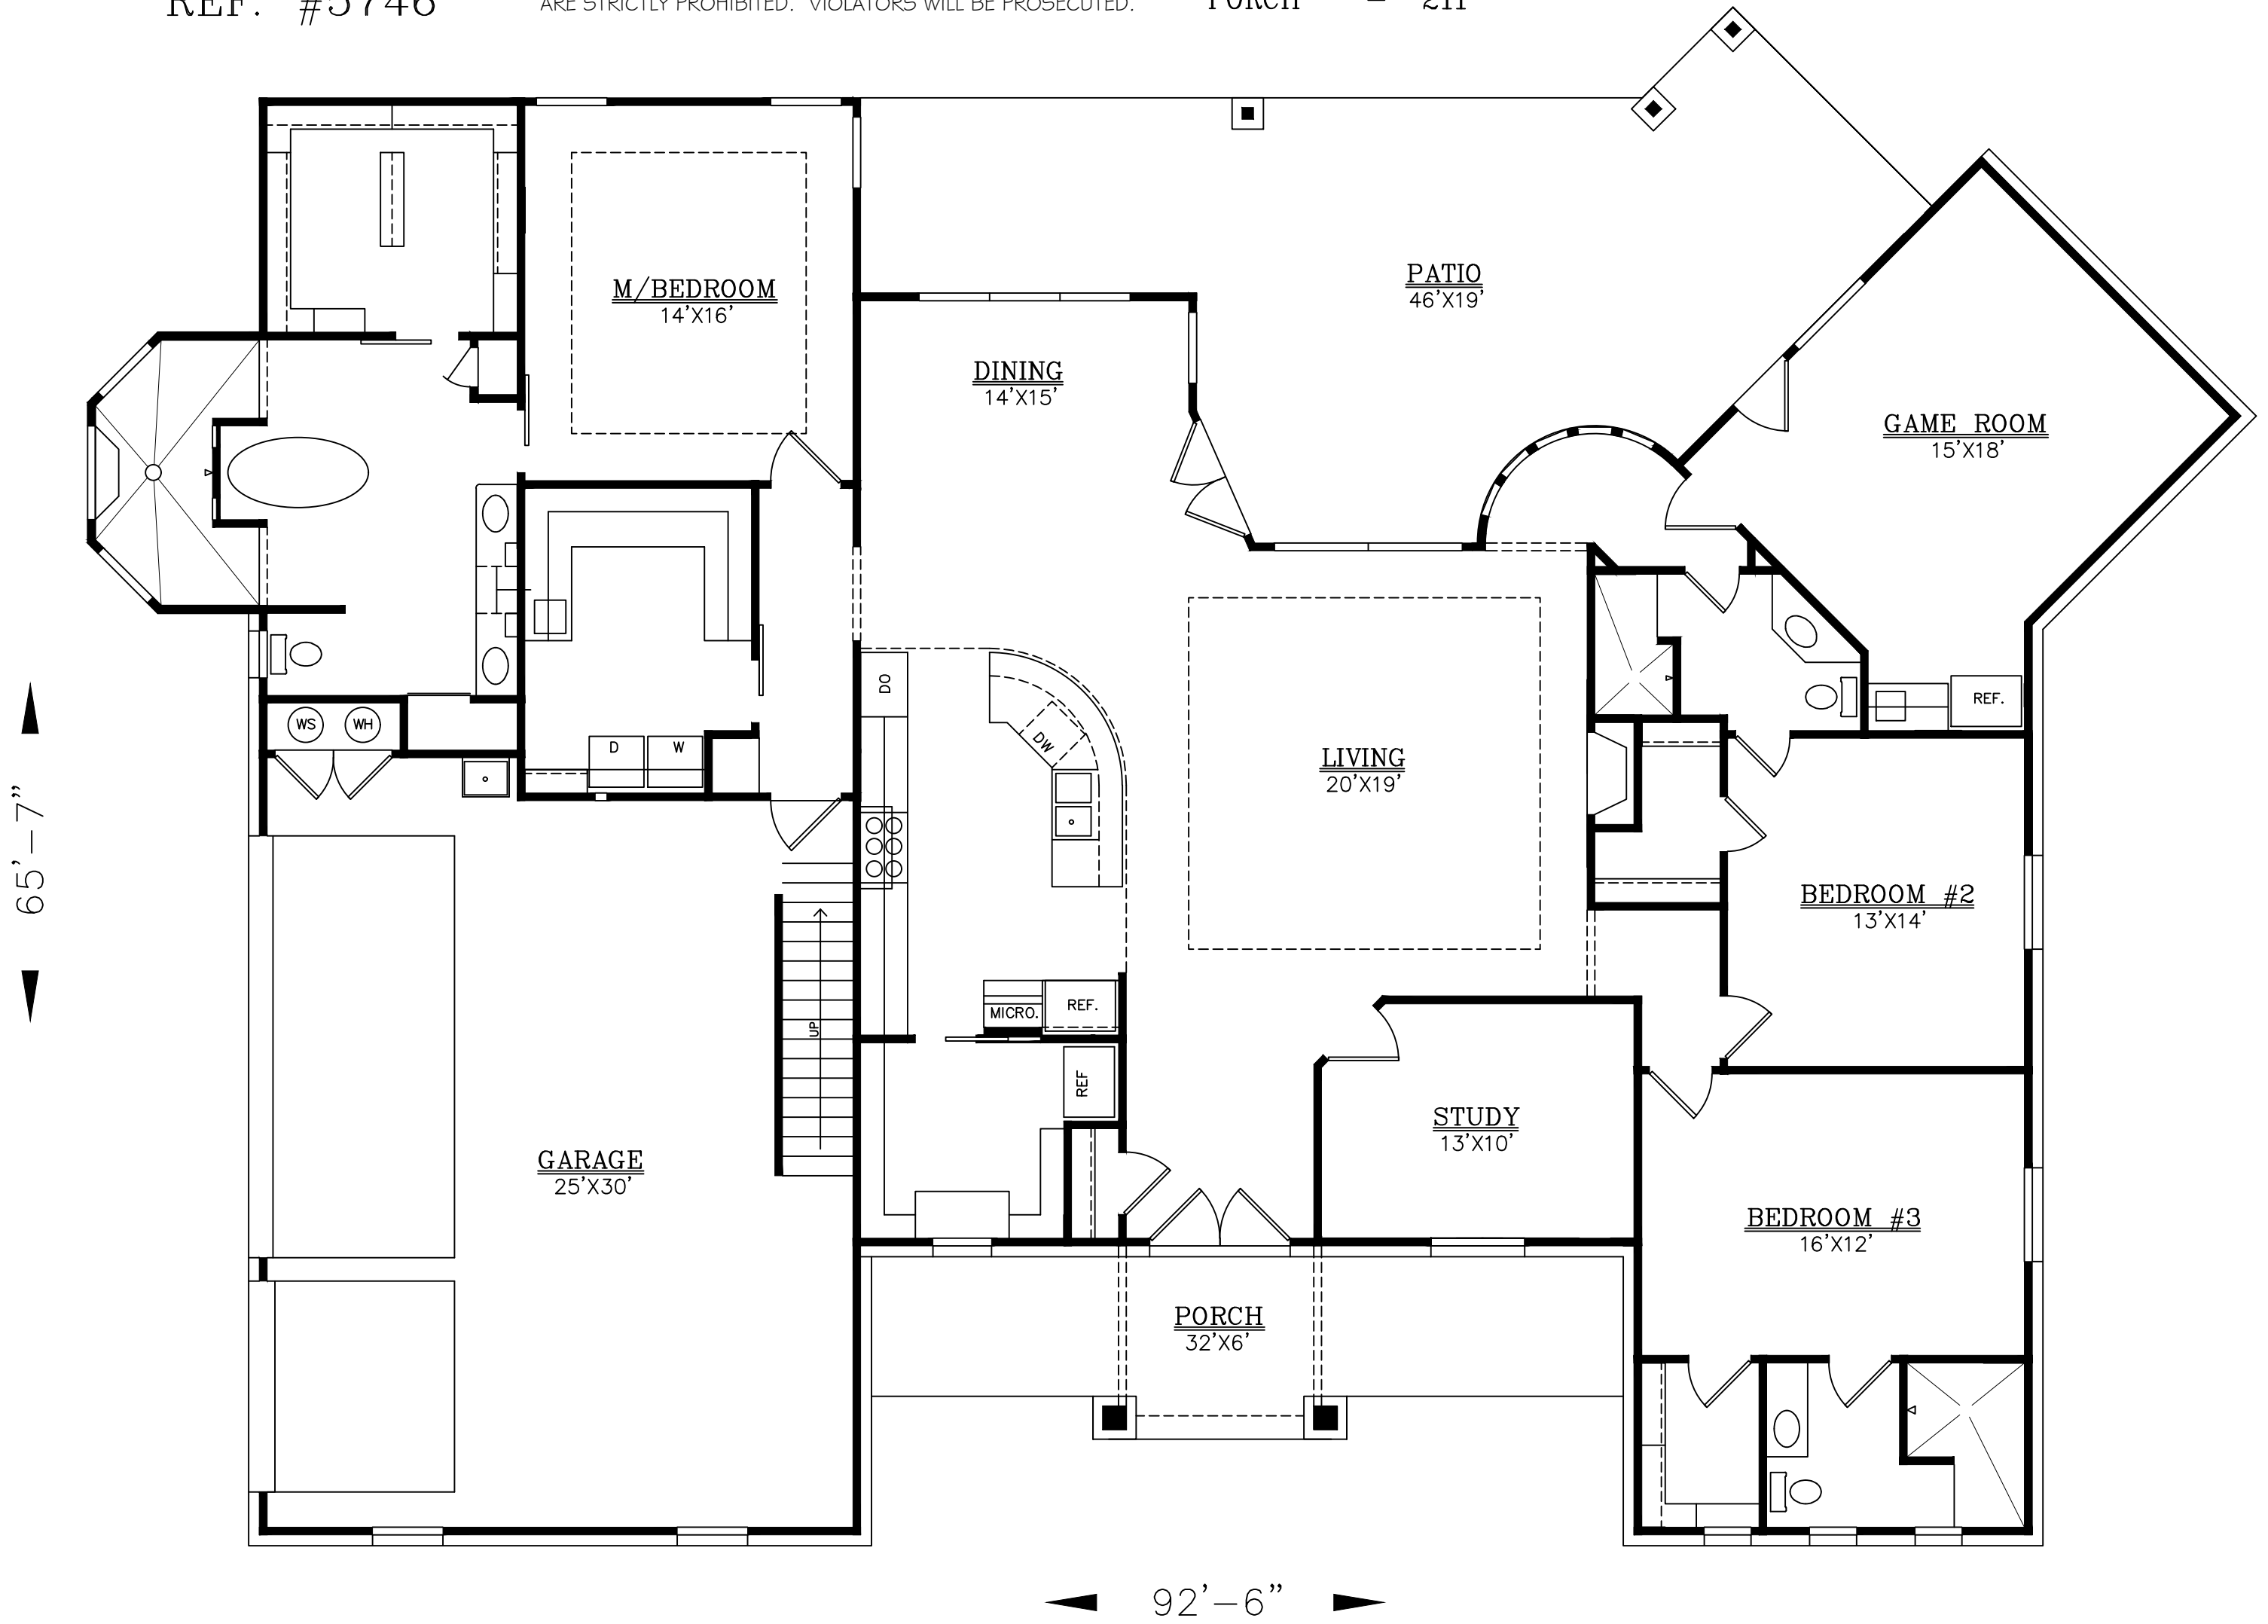 REF. #5746
ARE STRICTLY PROHIBITED. VIOLATORS WILL BE PROSECUTED.
PORCH - 211
M/BEDROOM
14'X16'
PATIO
46'X19'
DINING
14'X15'
GAME ROOM
15'X18'
DO
DW
WS
WH
D
W
REF.
LIVING
20'X19'
65'-7"
BEDROOM #2
13'X14'
MICRO.
REF.
UP
REF
STUDY
13'X10'
GARAGE
25'X30'
BEDROOM #3
16'X12'
PORCH
32'X6'
92'-6"